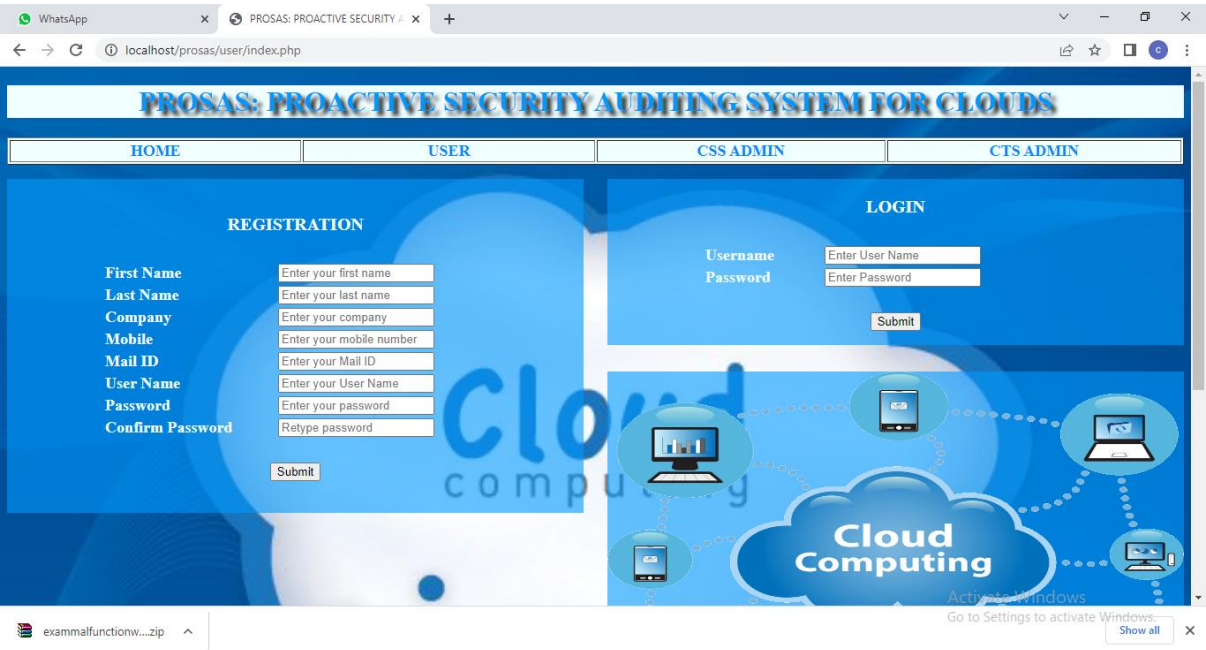 WhatsApp
PROSAS: PROACTIVE SECURITY A
localhost/prosas/user/index.php
C
PROSAS: PROACTIVE SECURITY AUDITING SYSTEM FOR CLOUDS
HOME USER CSS ADMIN CTS ADMIN
REGISTRATION
First Name Enter your first name
Last Name Enter your last name
Company Enter your company
Mobile Enter your mobile number
Mail ID Enter your Mail ID
User Name Enter your User Name
Password Enter your password
Confirm Password Retype password
Submit
LOGIN
Username Enter User Name
Password Enter Password
Submit
Cloud
computing
Cloud
Computing
Activate Windows
Go to Settings to activate Windows.
exammalfunctionw....zip
Show all